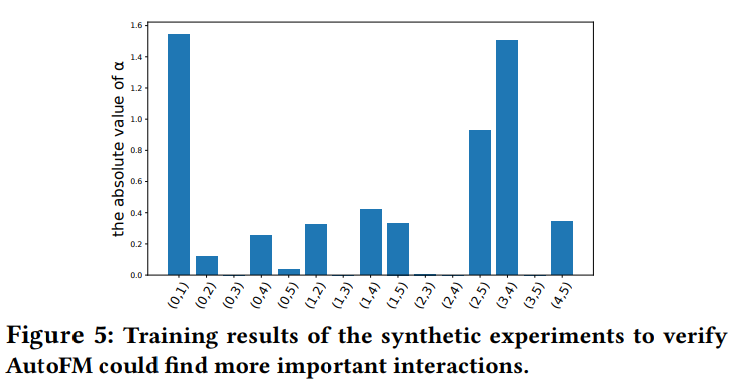 1.6
1.4
1.2
1.0
0.8
0.6
0.4
0.2
0.0
the absolute value of α
(0,1) (0,2) (0,3) (0,4) (0,5) (1,2) (1,3) (1,4) (1,5) (2,3) (2,4) (2,5) (3,4) (3,5) (4,5)
Figure 5: Training results of the synthetic experiments to verify
AutoFM could find more important interactions.